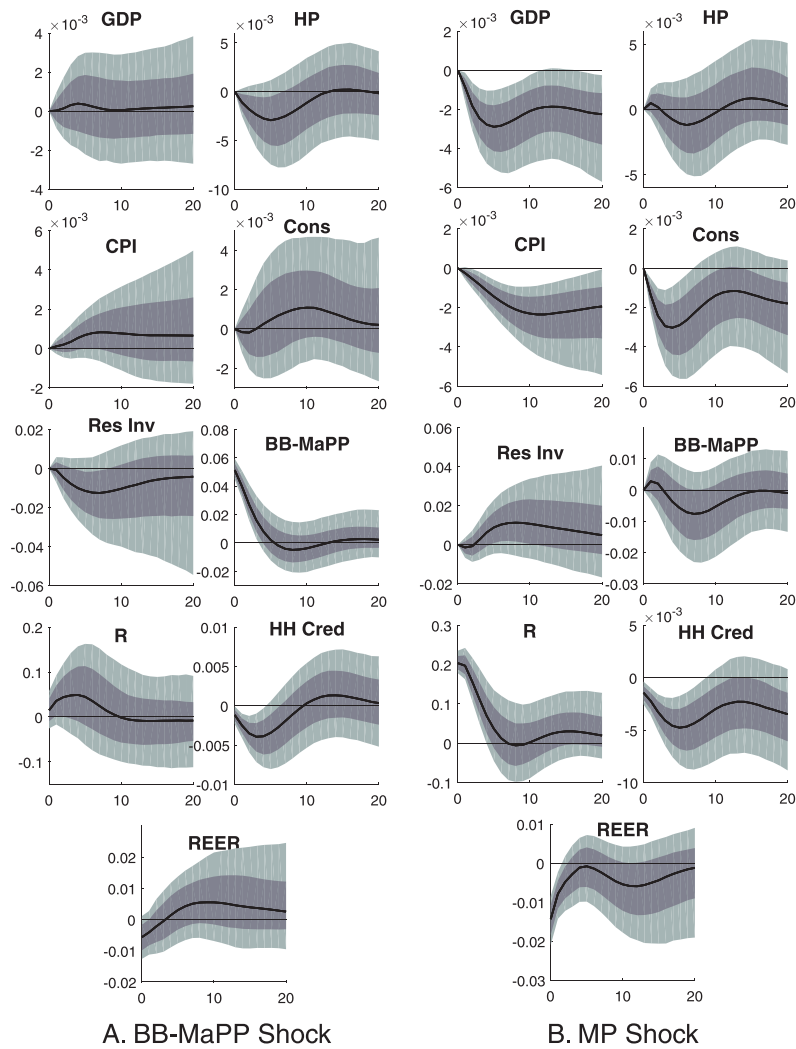 GDP
×10⁻³
4
2
0
-2
-4
0 10 20
HP
×10⁻³
5
0
-5
-10
0 10 20
CPI
×10⁻³
6
4
2
0
-2
0 10 20
Cons
×10⁻³
4
2
0
-2
0 10 20
Res Inv
0.02
0
-0.02
-0.04
-0.06
0 10 20
BB-MaPP
0.08
0.06
0.04
0.02
0
-0.02
0 10 20
R
0.2
0.1
0
-0.1
0 10 20
HH Cred
0.01
0.005
0
-0.005
-0.01
0 10 20
REER
0.02
0.01
0
-0.01
-0.02
0 10 20
A. BB-MaPP Shock
GDP
×10⁻³
2
0
-2
-4
-6
0 10 20
HP
×10⁻³
5
0
-5
0 10 20
CPI
×10⁻³
2
0
-2
-4
-6
0 10 20
Cons
×10⁻³
2
0
-2
-4
-6
0 10 20
Res Inv
0.06
0.04
0.02
0
-0.02
0 10 20
BB-MaPP
0.01
0
-0.01
-0.02
-0.03
0 10 20
R
0.3
0.2
0.1
0
-0.1
0 10 20
HH Cred
×10⁻³
5
0
-5
-10
0 10 20
REER
0.01
0
-0.01
-0.02
-0.03
0 10 20
B. MP Shock